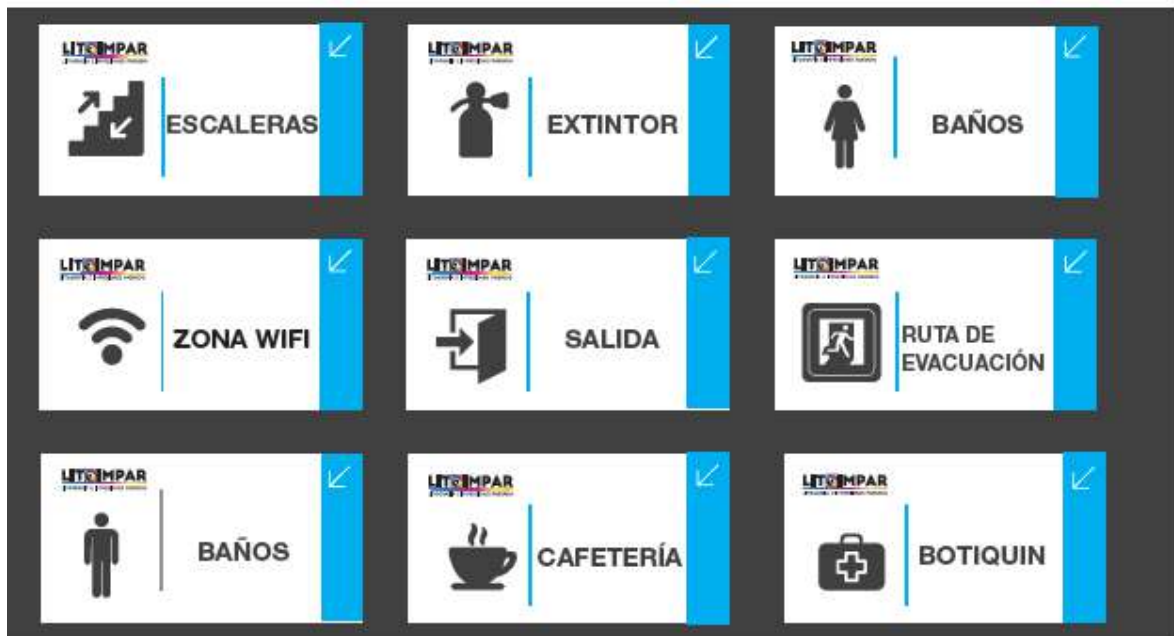 LITOIMPAR
ESCALERAS
LITOIMPAR
EXTINTOR
LITOIMPAR
BAÑOS
LITOIMPAR
ZONA WIFI
LITOIMPAR
SALIDA
LITOIMPAR
RUTA DE
EVACUACIÓN
LITOIMPAR
BAÑOS
LITOIMPAR
CAFETERÍA
LITOIMPAR
BOTIQUIN